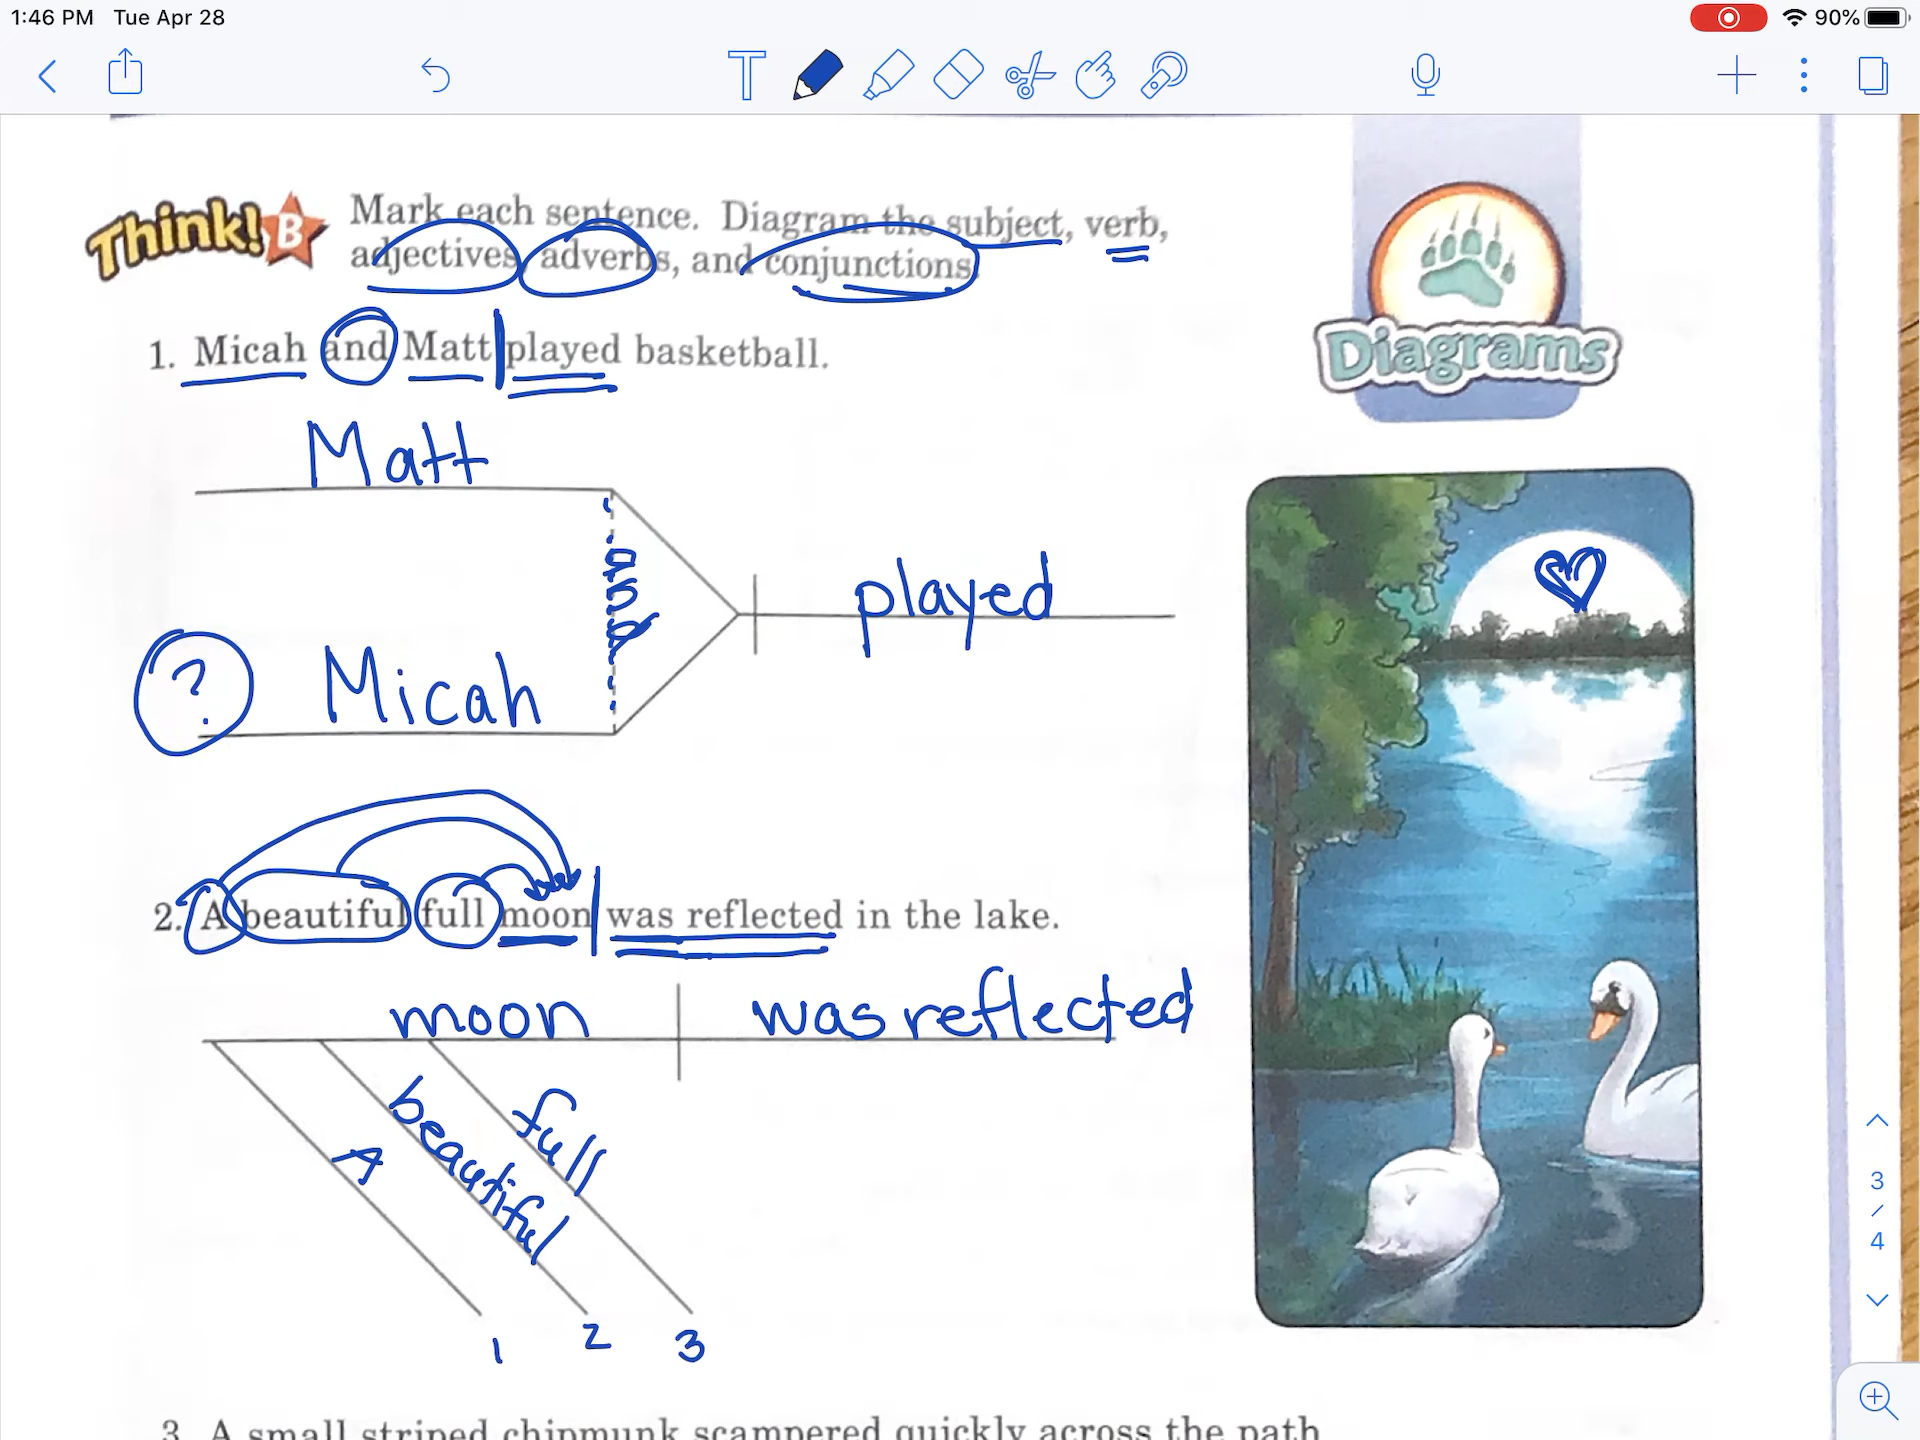 1:46 PM Tue Apr 28
90%
T
Think! B
Mark each sentence. Diagram the subject, verb,
adjectives, adverbs, and conjunctions.
Diagrams
1. Micah and Matt played basketball.
Matt
and
played
? Micah
2. A beautiful full moon was reflected in the lake.
moon was reflected
A beautiful full
1 2 3
3
/
4
3. A small striped chipmunk scampered quickly across the path